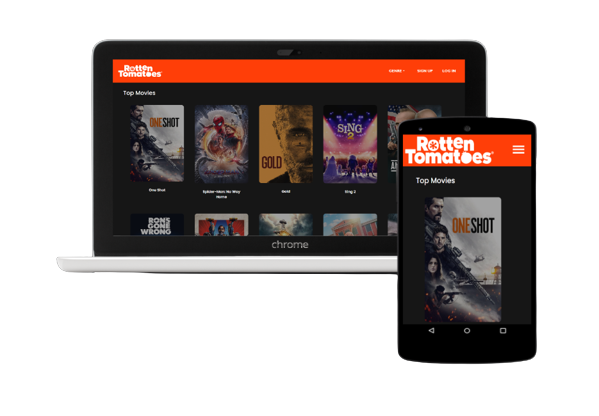 Rotten
Tomatoes
GENRE
SIGN UP
LOG IN
Top Movies
ONE SHOT
GOLD
SING
2
One Shot
Spider-Man: No Way
Home
Gold
Sing 2
RON'S
GONE
WRONG
chrome
Rotten
Tomatoes
Top Movies
ONE SHOT